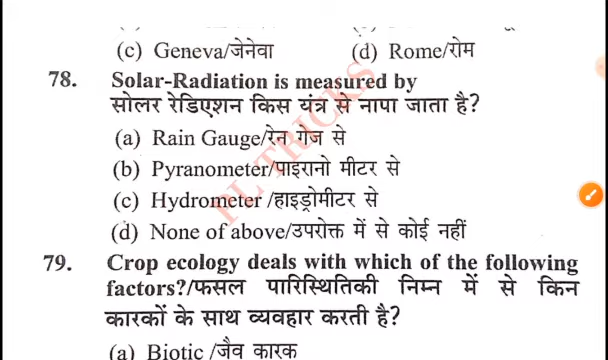 (c) Geneva/जेनेवा (d) Rome/रोम
78. Solar-Radiation is measured by
सोलर रेडिएशन किस यंत्र से नापा जाता है?
(a) Rain Gauge/रेन गेज से
(b) Pyranometer/पाइरानो मीटर से
(c) Hydrometer /हाइड्रोमीटर से
(d) None of above/उपरोक्त में से कोई नहीं
79. Crop ecology deals with which of the following
factors?/फसल पारिस्थितिकी निम्न में से किन
कारकों के साथ व्यवहार करती है?
(a) Biotic /जैव कारक
PL TRICKS